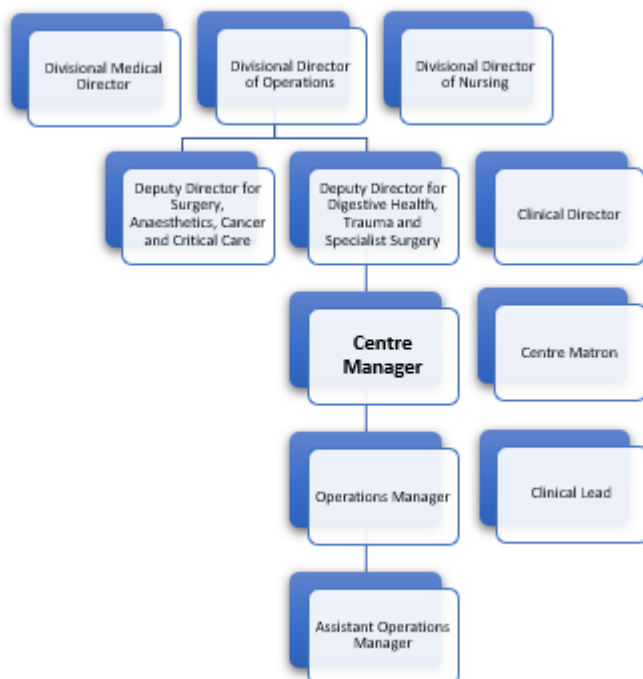 Divisional Medical
Director
Divisional Director
of Operations
Divisional Director
of Nursing
Deputy Director for
Surgery,
Anaesthetics, Cancer
and Critical Care
Deputy Director for
Digestive Health,
Trauma and
Specialist Surgery
Clinical Director
Centre
Manager
Centre Matron
Operations Manager
Clinical Lead
Assistant Operations
Manager